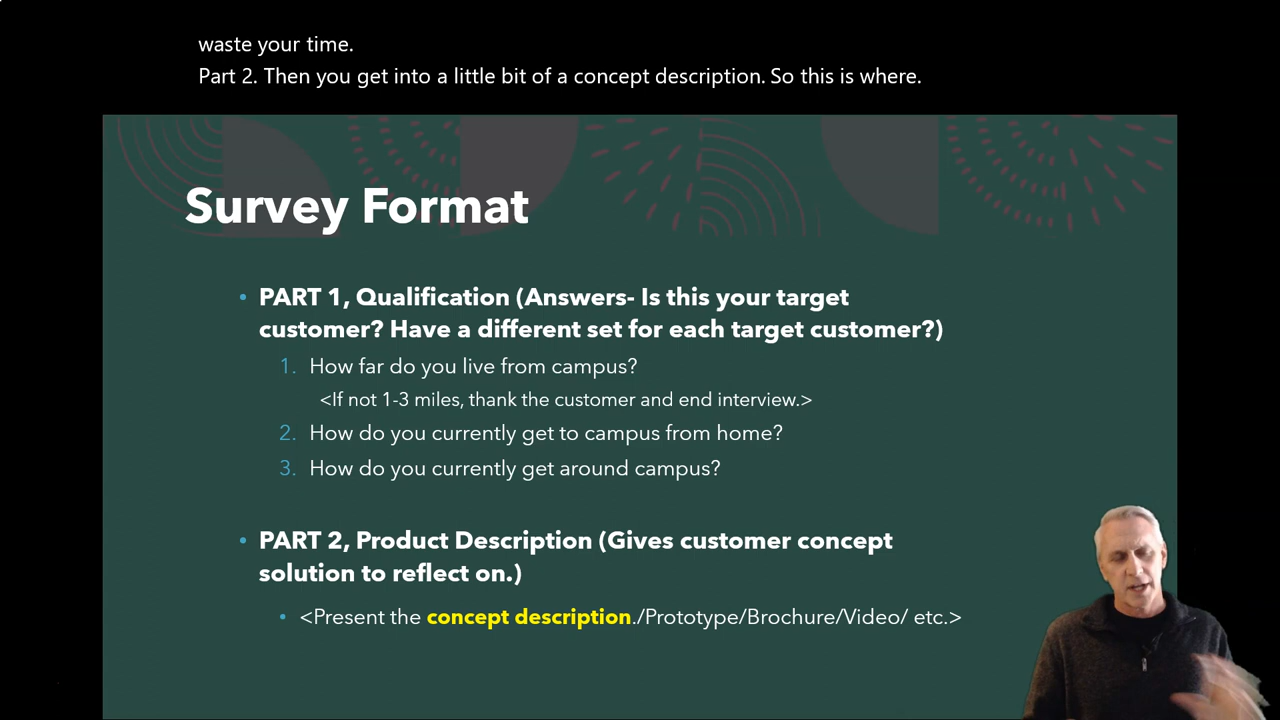 waste your time.
Part 2. Then you get into a little bit of a concept description. So this is where.
Survey Format
• PART 1, Qualification (Answers- Is this your target
customer? Have a different set for each target customer?)
1. How far do you live from campus?
<If not 1-3 miles, thank the customer and end interview.>
2. How do you currently get to campus from home?
3. How do you currently get around campus?
• PART 2, Product Description (Gives customer concept
solution to reflect on.)
• <Present the concept description./Prototype/Brochure/Video/ etc.>